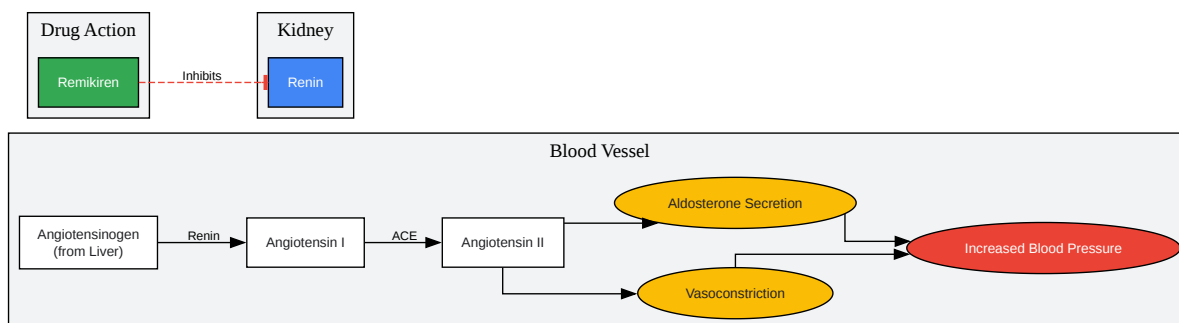 Drug Action
Kidney
Remikiren
Inhibits
Renin
Blood Vessel
Angiotensinogen
(from Liver)
Renin
Angiotensin I
ACE
Angiotensin II
Aldosterone Secretion
Vasoconstriction
Increased Blood Pressure